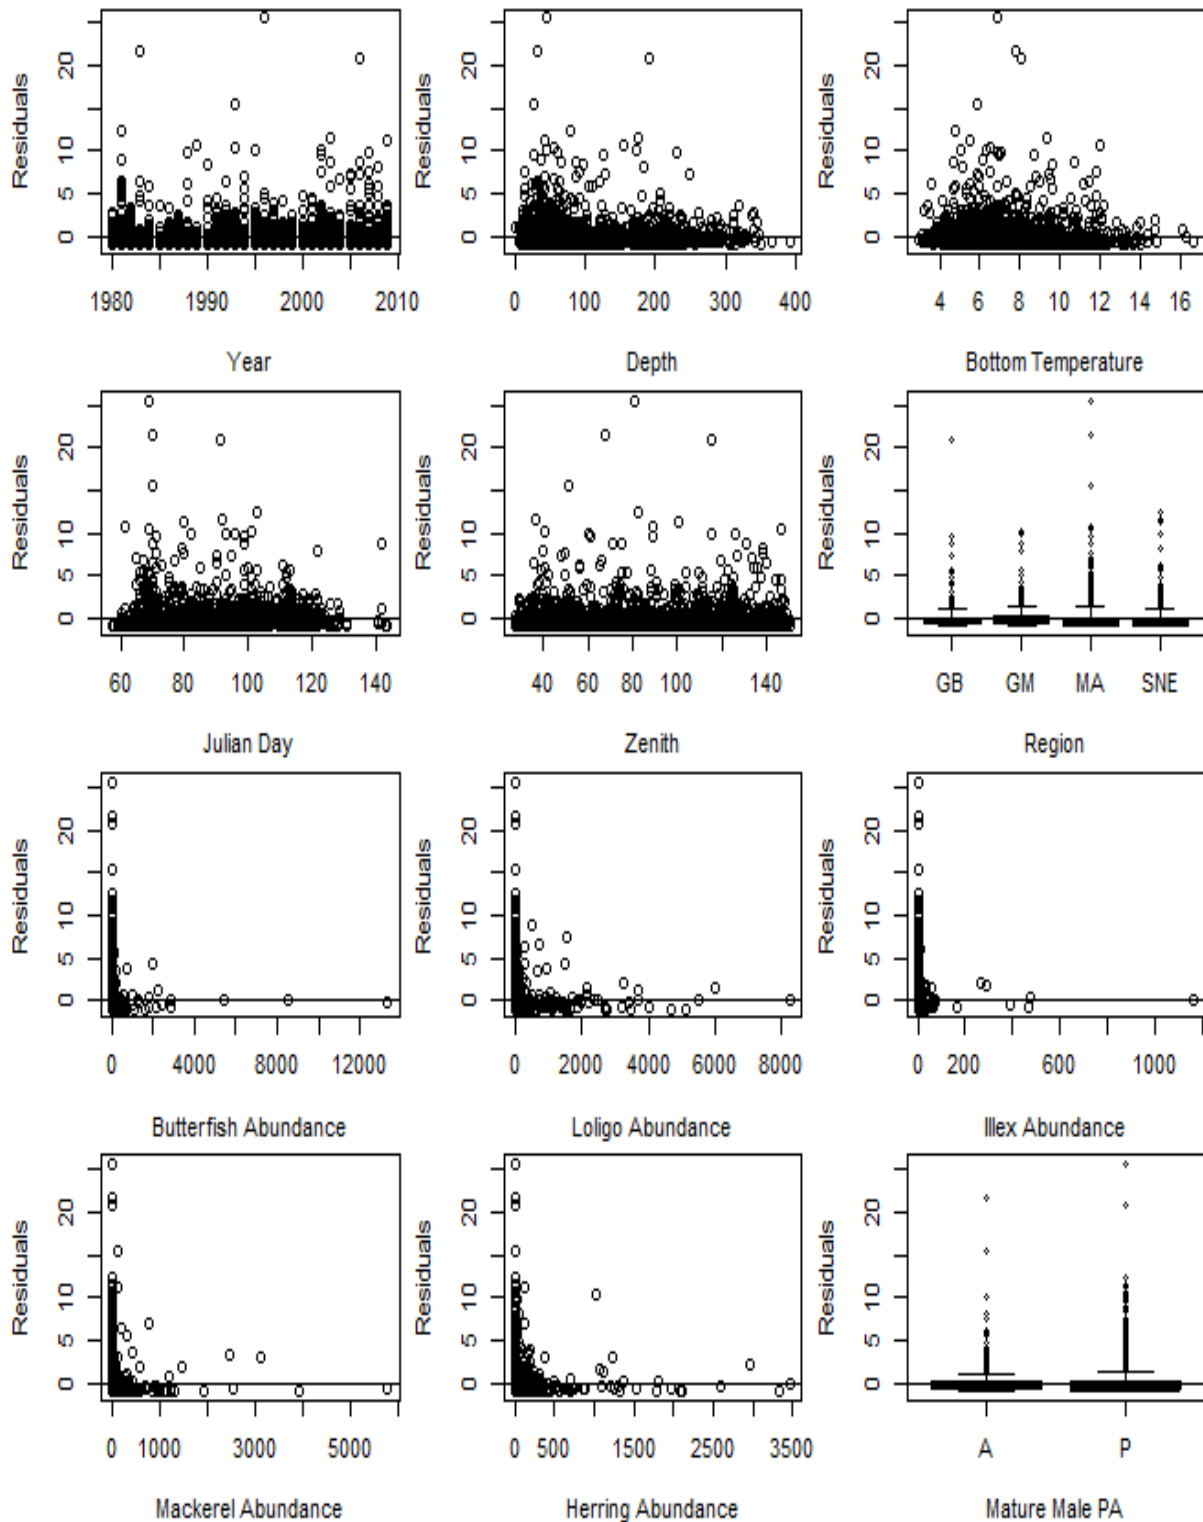 Residuals 0 5 10 20
1980 1990 2000 2010
Year
Residuals 0 5 10 20
0 100 200 300 400
Depth
Residuals 0 5 10 20
4 6 8 10 12 14 16
Bottom Temperature
Residuals 0 5 10 20
60 80 100 120 140
Julian Day
Residuals 0 5 10 20
40 60 80 100 140
Zenith
Residuals 0 5 10 20
GB GM MA SNE
Region
Residuals 0 5 10 20
0 4000 8000 12000
Butterfish Abundance
Residuals 0 5 10 20
0 2000 4000 6000 8000
Loligo Abundance
Residuals 0 5 10 20
0 200 600 1000
Illex Abundance
Residuals 0 5 10 20
0 1000 3000 5000
Mackerel Abundance
Residuals 0 5 10 20
0 500 1500 2500 3500
Herring Abundance
Residuals 0 5 10 20
A P
Mature Male PA